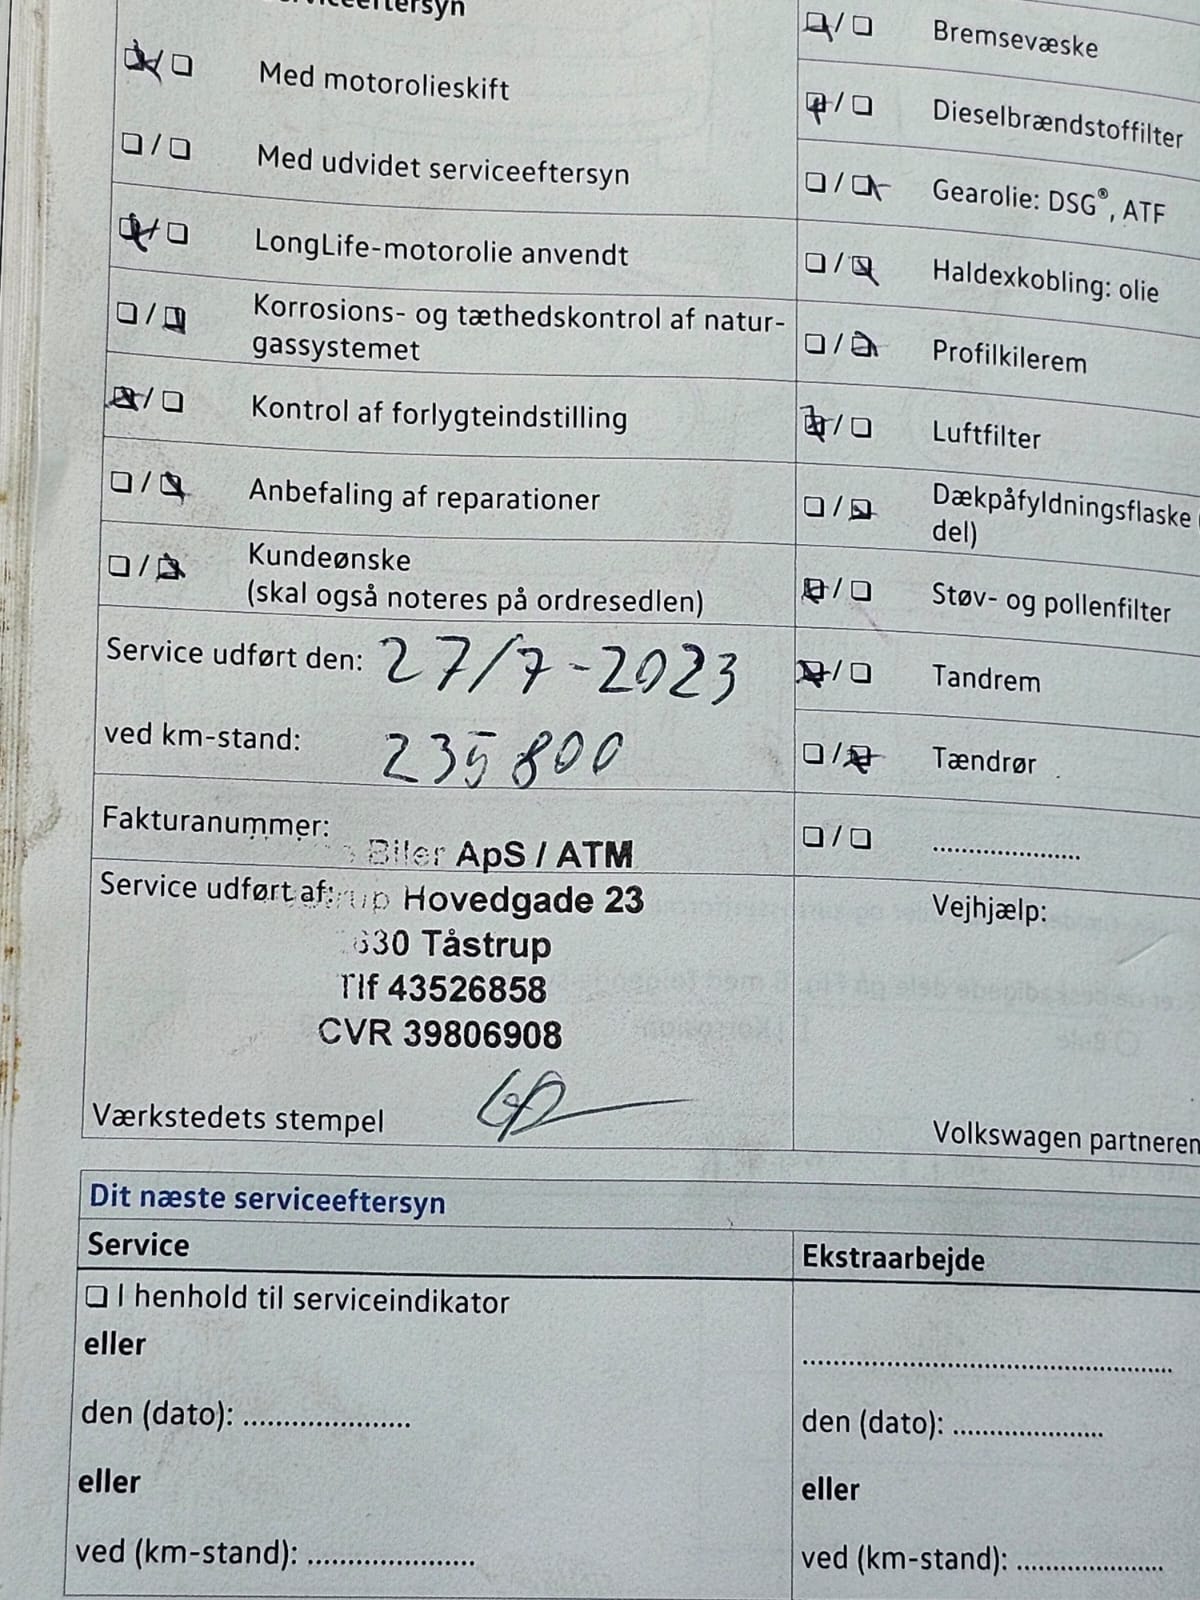 serviceeftersyn
Med motorolieskift
Med udvidet serviceeftersyn
LongLife-motorolie anvendt
Korrosions- og tæthedskontrol af natur-
gassystemet
Kontrol af forlygteindstilling
Anbefaling af reparationer
Kundeønske
(skal også noteres på ordresedlen)
Service udført den: 27/7-2023
ved km-stand: 235800
Fakturanummer:
Biler ApS / ATM
Service udført af:
Hovedgade 23
Tåstrup
Tlf 43526858
CVR 39806908
Værkstedets stempel
Bremsevæske
Dieselbrændstoffilter
Gearolie: DSG®, ATF
Haldexkobling: olie
Profilkilerem
Luftfilter
Dækpåfyldningsflaske
del)
Støv- og pollenfilter
Tandrem
Tændrør
........................
Vejhjælp:
Volkswagen partneren
Dit næste serviceeftersyn
Service
I henhold til serviceindikator
eller
den (dato): .....................
eller
ved (km-stand): .....................
Ekstraarbejde
.....................................................
den (dato): .....................
eller
ved (km-stand): .....................